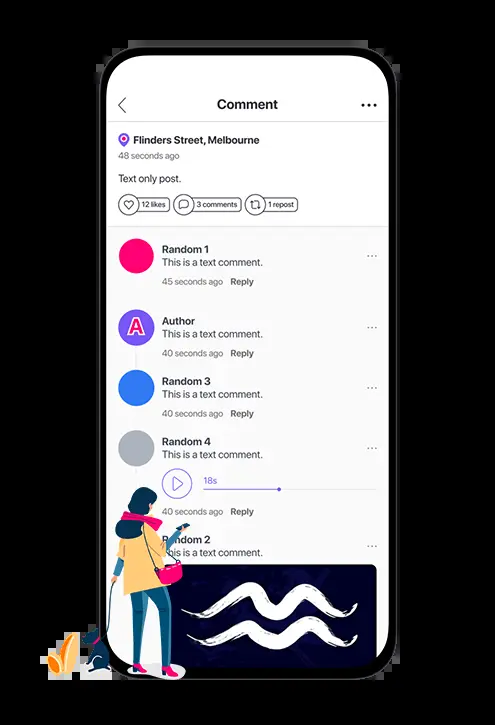 Comment
Flinders Street, Melbourne
48 seconds ago
Text only post.
12 likes 3 comments 1 repost
Random 1
This is a text comment.
45 seconds ago Reply
A
Author
This is a text comment.
40 seconds ago Reply
Random 3
This is a text comment.
40 seconds ago Reply
Random 4
This is a text comment.
18s
40 seconds ago Reply
Random 2
This is a text comment.